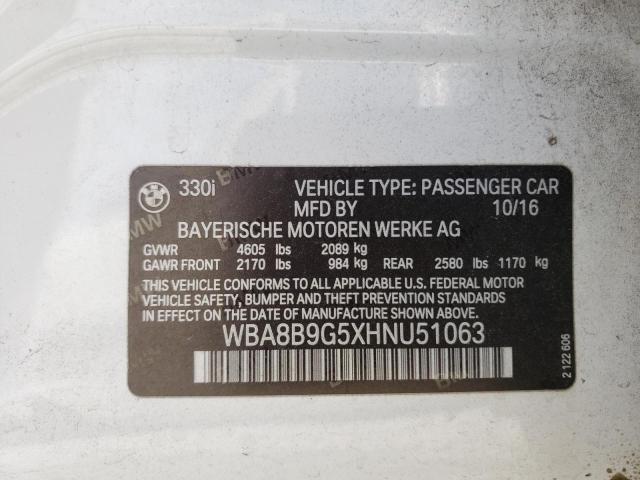 BMW 330i VEHICLE TYPE: PASSENGER CAR
MFD BY 10/16
BAYERISCHE MOTOREN WERKE AG
GVWR 4605 lbs 2089 kg
GAWR FRONT 2170 lbs 984 kg REAR 2580 lbs 1170 kg
THIS VEHICLE CONFORMS TO ALL APPLICABLE U.S. FEDERAL MOTOR
VEHICLE SAFETY, BUMPER AND THEFT PREVENTION STANDARDS
IN EFFECT ON THE DATE OF MANUFACTURE SHOWN ABOVE.
WBA8B9G5XHNU51063
2 122 606